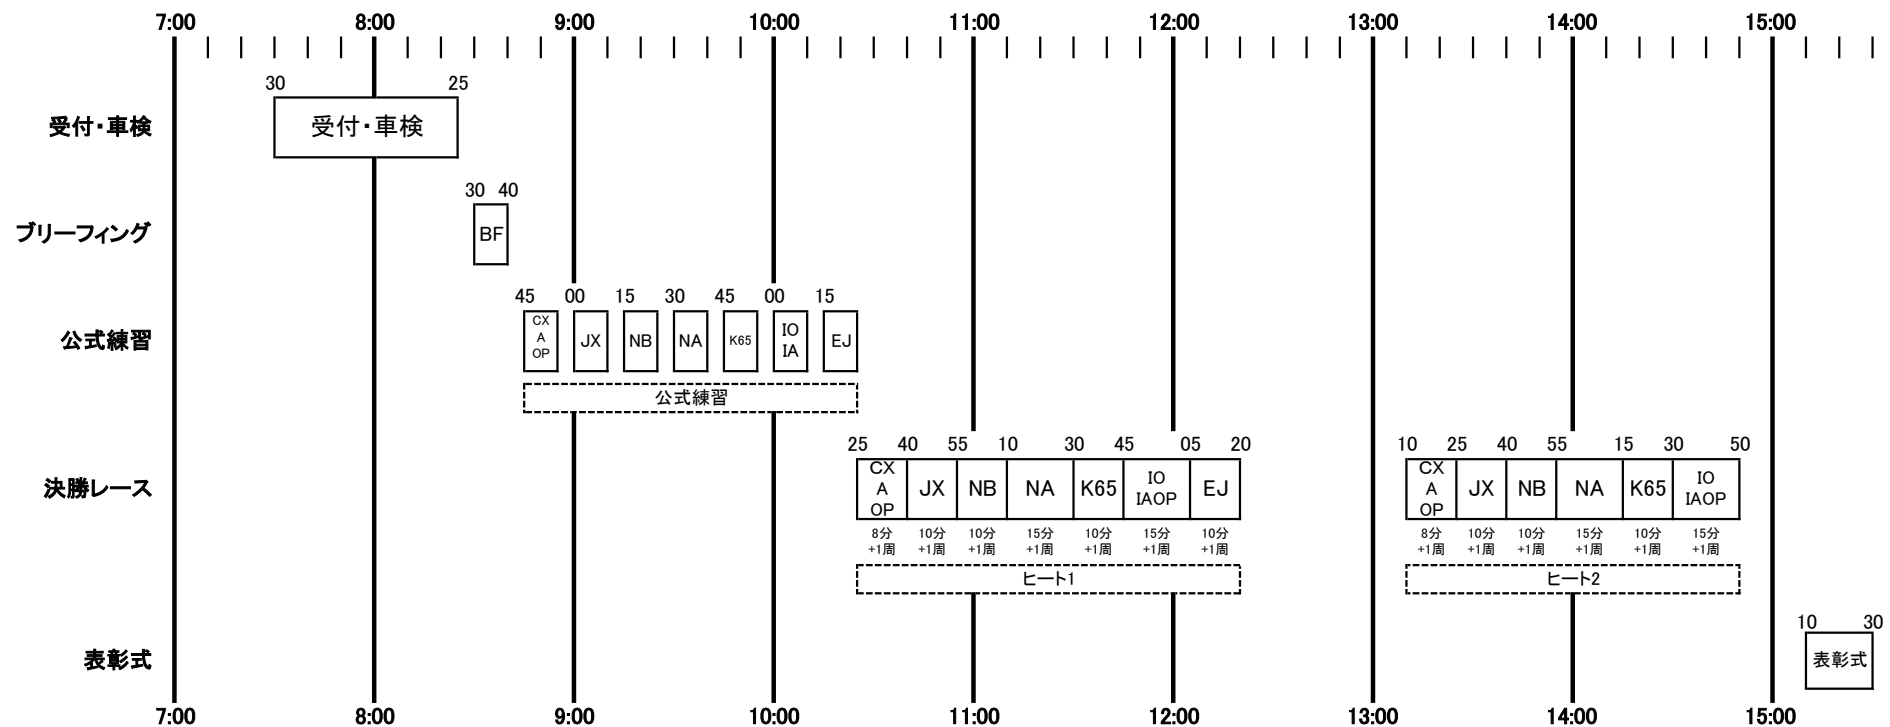 7:00 8:00 9:00 10:00 11:00 12:00 13:00 14:00 15:00
30 25
受付・車検 受付・車検
30 40
ブリーフィング BF
45 00 15 30 45 00 15
公式練習
CX
A
OP
JX
NB
NA
K65
IO
IA
EJ
公式練習
25 40 55 10 30 45 05 20 10 25 40 55 15 30 50
決勝レース
CX
A
OP
JX
NB
NA
K65
IO
IAOP
EJ
CX
A
OP
JX
NB
NA
K65
IO
IAOP
8分 10分 10分 15分 10分 15分 10分 8分 10分 10分 15分 10分 15分
+1周 +1周 +1周 +1周 +1周 +1周 +1周 +1周 +1周 +1周 +1周 +1周 +1周
ヒート1 ヒート2
10 30
表彰式 表彰式
7:00 8:00 9:00 10:00 11:00 12:00 13:00 14:00 15:00